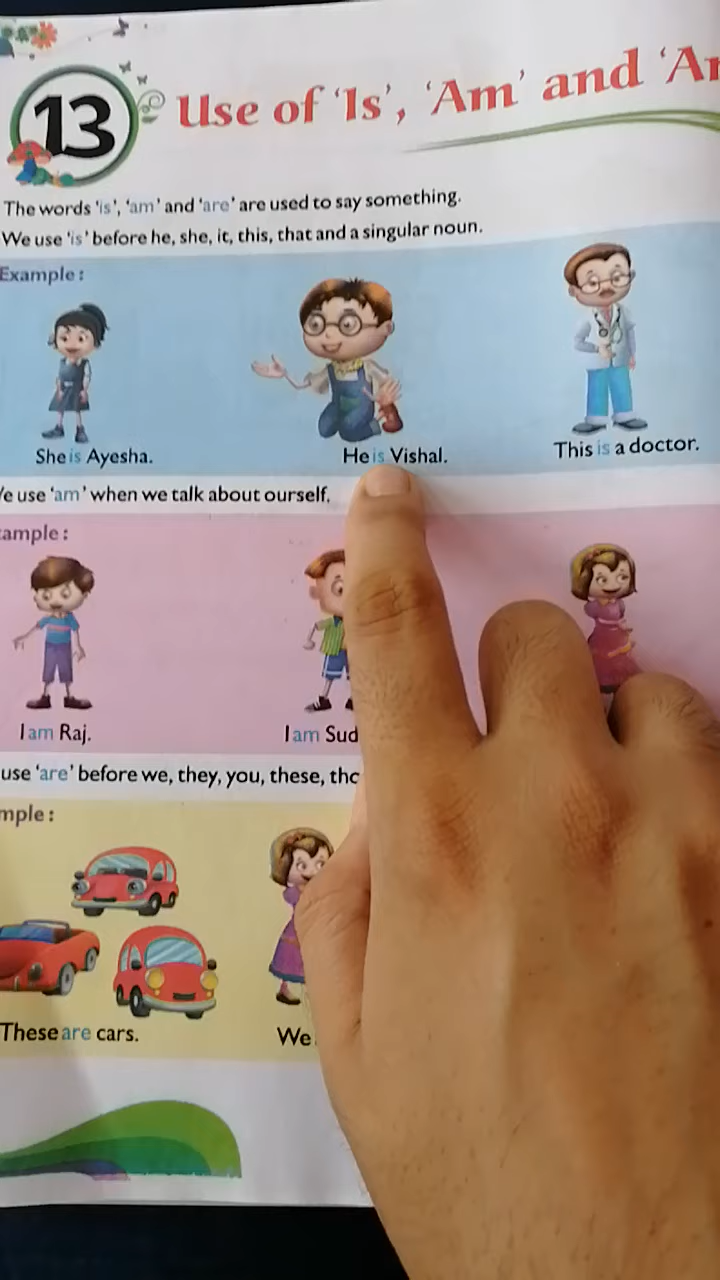 13
Use of 'Is', 'Am' and
The words 'is', 'am' and 'are' are used to say something.
We use 'is' before he, she, it, this, that and a singular noun.
Example :
She is Ayesha. He is Vishal. This is a doctor.
use 'am' when we talk about ourself.
ample :
I am Raj. I am Sud
use 'are' before we, they, you, these,
mple :
These are cars. We